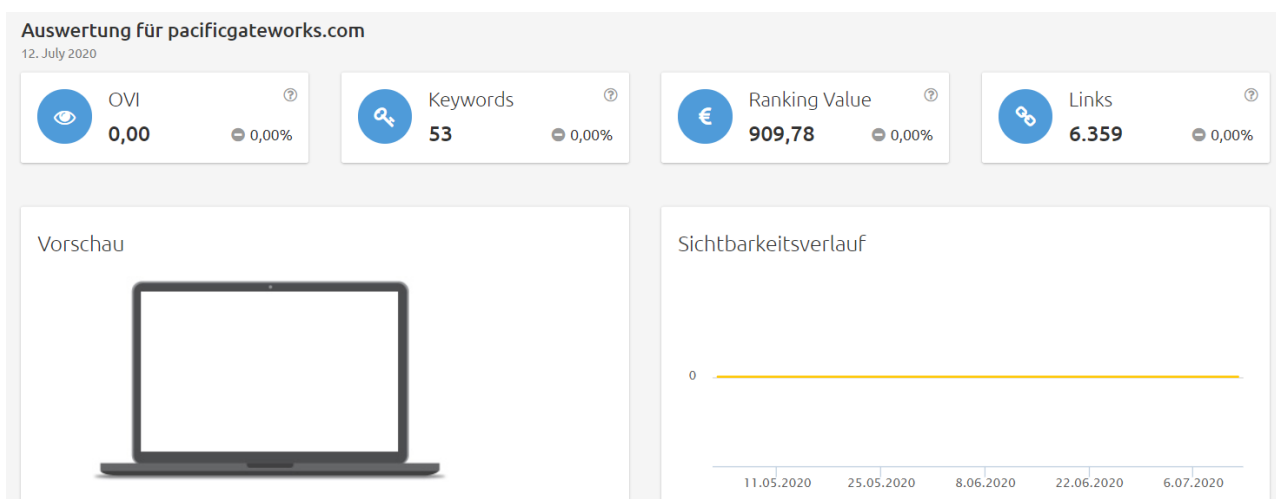 Auswertung für pacificgateworks.com
12. July 2020
OVI
0,00
0,00%
Keywords
53
0,00%
Ranking Value
€
909,78
0,00%
Links
6.359
0,00%
Vorschau
Sichtbarkeitsverlauf
0
11.05.2020 25.05.2020 8.06.2020 22.06.2020 6.07.2020